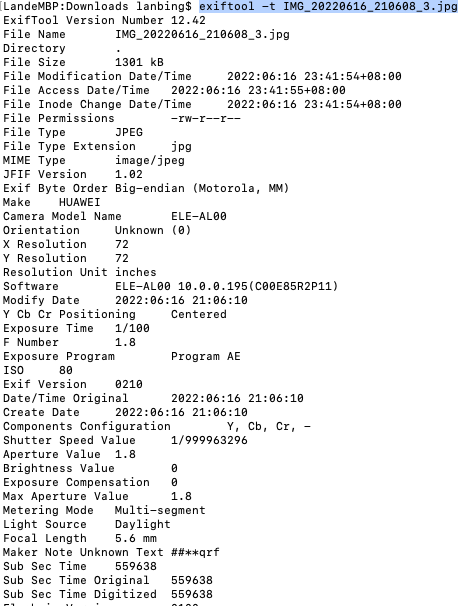 LandeMBP:Downloads lanbing$ exiftool -t IMG_20220616_210608_3.jpg
ExifTool Version Number 12.42
File Name IMG_20220616_210608_3.jpg
Directory .
File Size 1301 kB
File Modification Date/Time 2022:06:16 23:41:54+08:00
File Access Date/Time 2022:06:16 23:41:55+08:00
File Inode Change Date/Time 2022:06:16 23:41:54+08:00
File Permissions -rw-r--r--
File Type JPEG
File Type Extension jpg
MIME Type image/jpeg
JFIF Version 1.02
Exif Byte Order Big-endian (Motorola, MM)
Make HUAWEI
Camera Model Name ELE-AL00
Orientation Unknown (0)
X Resolution 72
Y Resolution 72
Resolution Unit inches
Software ELE-AL00 10.0.0.195(C00E85R2P11)
Modify Date 2022:06:16 21:06:10
Y Cb Cr Positioning Centered
Exposure Time 1/100
F Number 1.8
Exposure Program Program AE
ISO 80
Exif Version 0210
Date/Time Original 2022:06:16 21:06:10
Create Date 2022:06:16 21:06:10
Components Configuration Y, Cb, Cr, -
Shutter Speed Value 1/999963296
Aperture Value 1.8
Brightness Value 0
Exposure Compensation 0
Max Aperture Value 1.8
Metering Mode Multi-segment
Light Source Daylight
Focal Length 5.6 mm
Maker Note Unknown Text ##**qrf
Sub Sec Time 559638
Sub Sec Time Original 559638
Sub Sec Time Digitized 559638